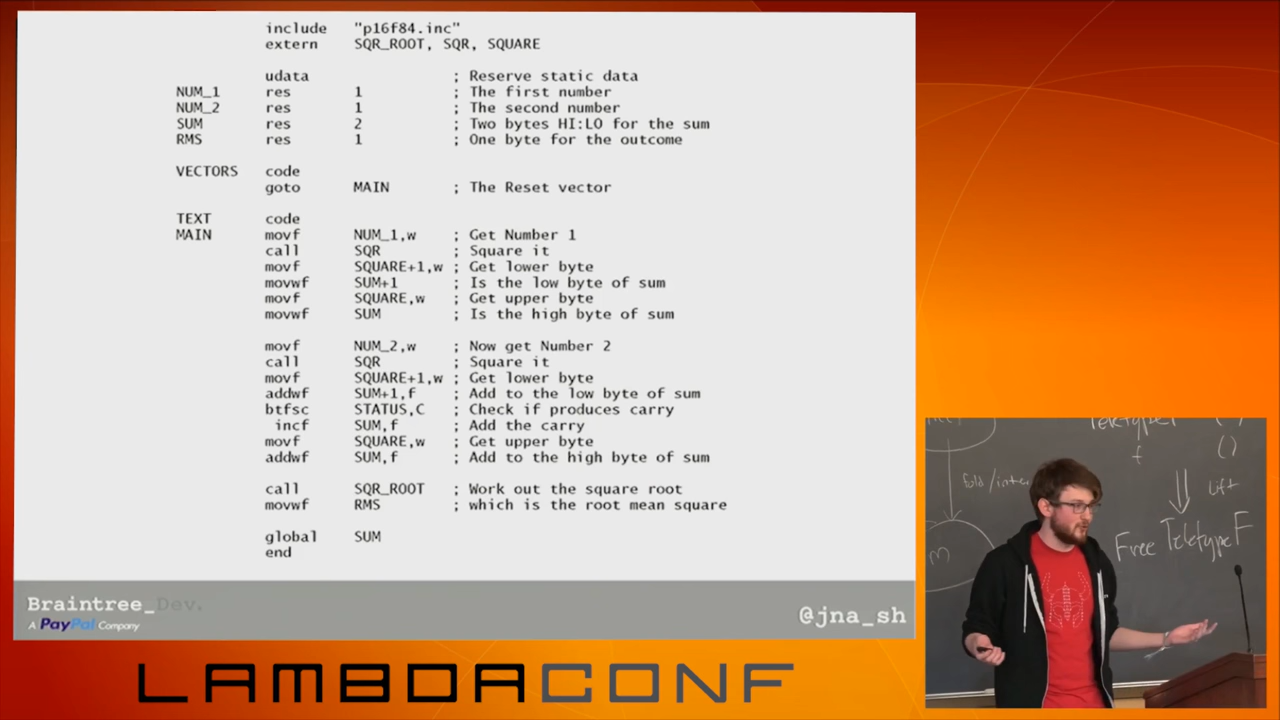 include "p16f84.inc"
extern SQR_ROOT, SQR, SQUARE
udata ; Reserve static data
NUM_1 res 1 ; The first number
NUM_2 res 1 ; The second number
SUM res 2 ; Two bytes HI:LO for the sum
RMS res 1 ; One byte for the outcome
VECTORS code
goto MAIN ; The Reset vector
TEXT code
MAIN movf NUM_1,w ; Get Number 1
call SQR ; Square it
movf SQUARE+1,w ; Get lower byte
movwf SUM+1 ; Is the low byte of sum
movf SQUARE,w ; Get upper byte
movwf SUM ; Is the high byte of sum
movf NUM_2,w ; Now get Number 2
call SQR ; Square it
movf SQUARE+1,w ; Get lower byte
addwf SUM+1,f ; Add to the low byte of sum
btfsc STATUS,C ; Check if produces carry
incf SUM,f ; Add the carry
movf SQUARE,w ; Get upper byte
addwf SUM,f ; Add to the high byte of sum
call SQR_ROOT ; Work out the square root
movwf RMS ; which is the root mean square
global SUM
end
Braintree_Dev.
A PayPal Company
@jna_sh
LAMBDACONF
f
()
lift
Free TeletypeF